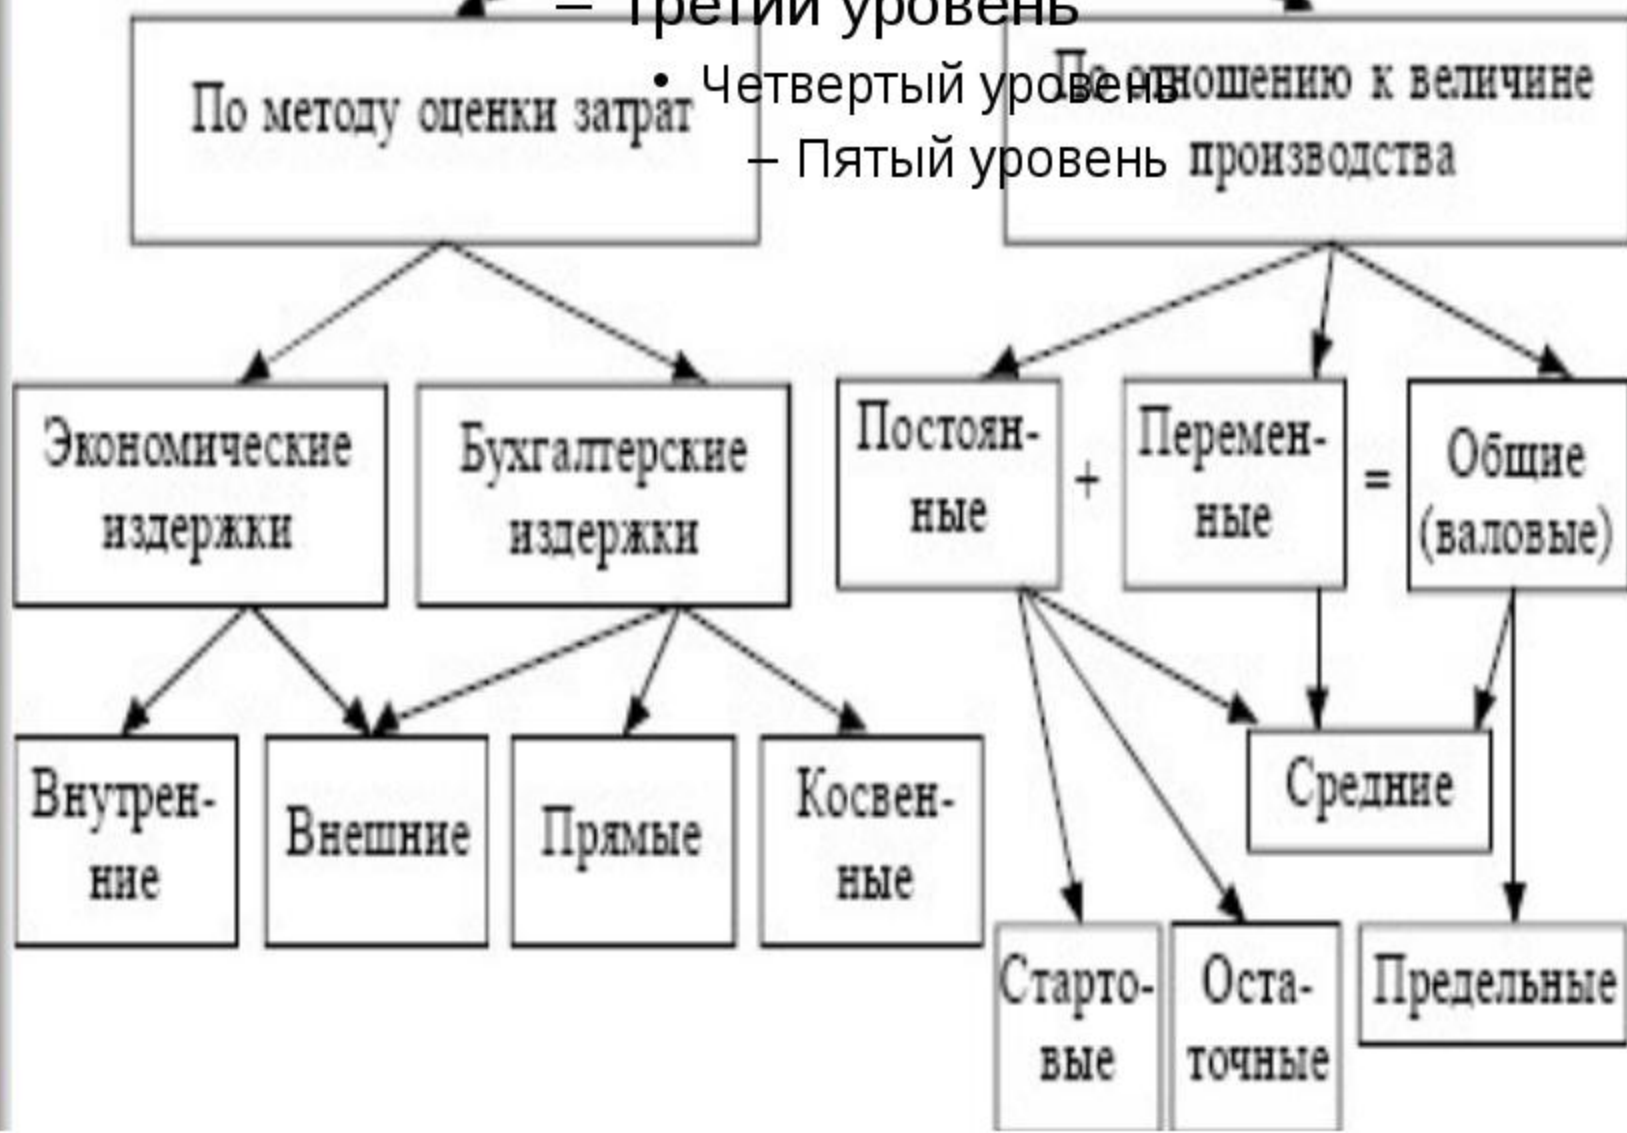 – Третий уровень
• Четвертый уровень
– Пятый уровень
По методу оценки затрат
По отношению к величине
производства
Экономические
издержки
Бухгалтерские
издержки
Постоян-
ные
+
Перемен-
ные
=
Общие
(валовые)
Внутрен-
ние
Внешние
Прямые
Косвен-
ные
Средние
Старто-
вые
Оста-
точные
Предельные